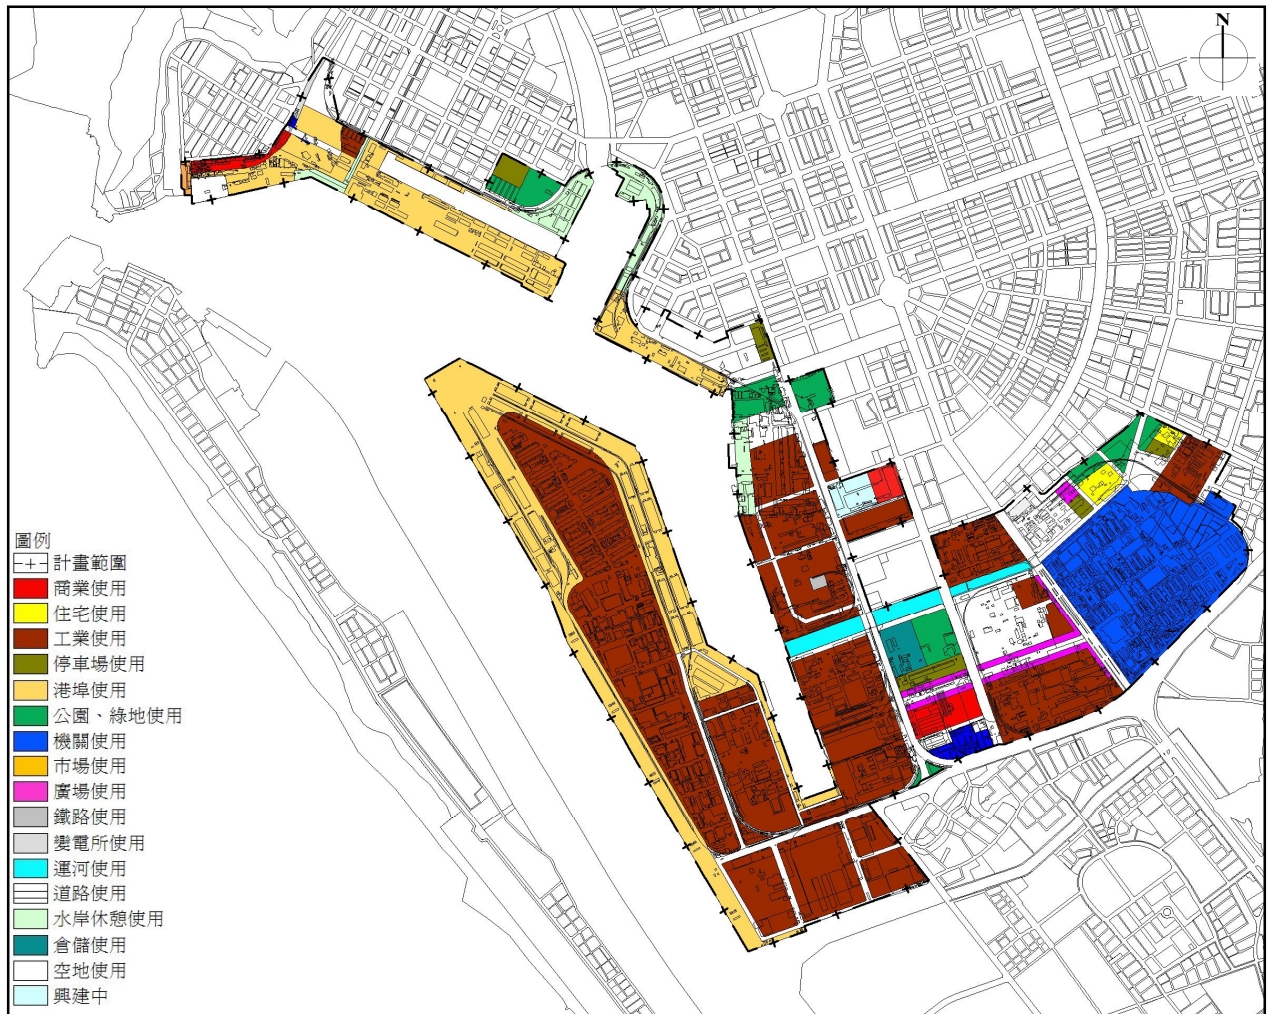 N
圖例
計畫範圍
商業使用
住宅使用
工業使用
停車場使用
港埠使用
公園、綠地使用
機關使用
市場使用
廣場使用
鐵路使用
變電所使用
運河使用
道路使用
水岸休憩使用
倉儲使用
空地使用
興建中